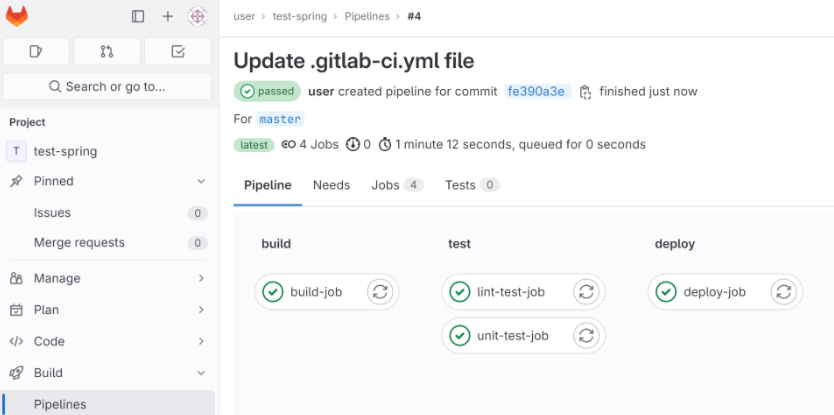 user > test-spring > Pipelines > #4
Search or go to...
Project
T test-spring
Pinned
Issues 0
Merge requests 0
Manage
Plan
Code
Build
Pipelines
Update .gitlab-ci.yml file
passed user created pipeline for commit fe390a3e finished just now
For master
latest 4 Jobs 0 1 minute 12 seconds, queued for 0 seconds
Pipeline Needs Jobs 4 Tests 0
build test deploy
build-job lint-test-job deploy-job
unit-test-job